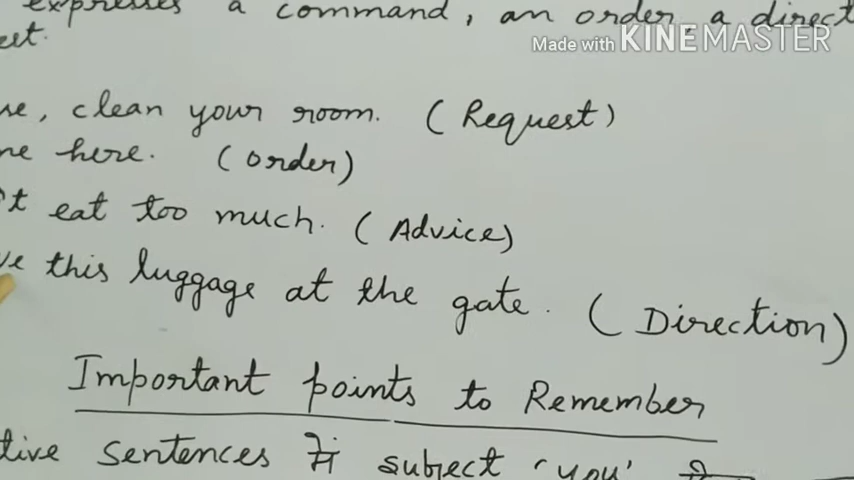 expresses a command, an order, a direct
Made with KINEMASTER
clean your room. (Request)
here. (Order)
eat too much. (Advice)
this luggage at the gate. (Direction)
Important points to Remember
sentences में subject 'you'